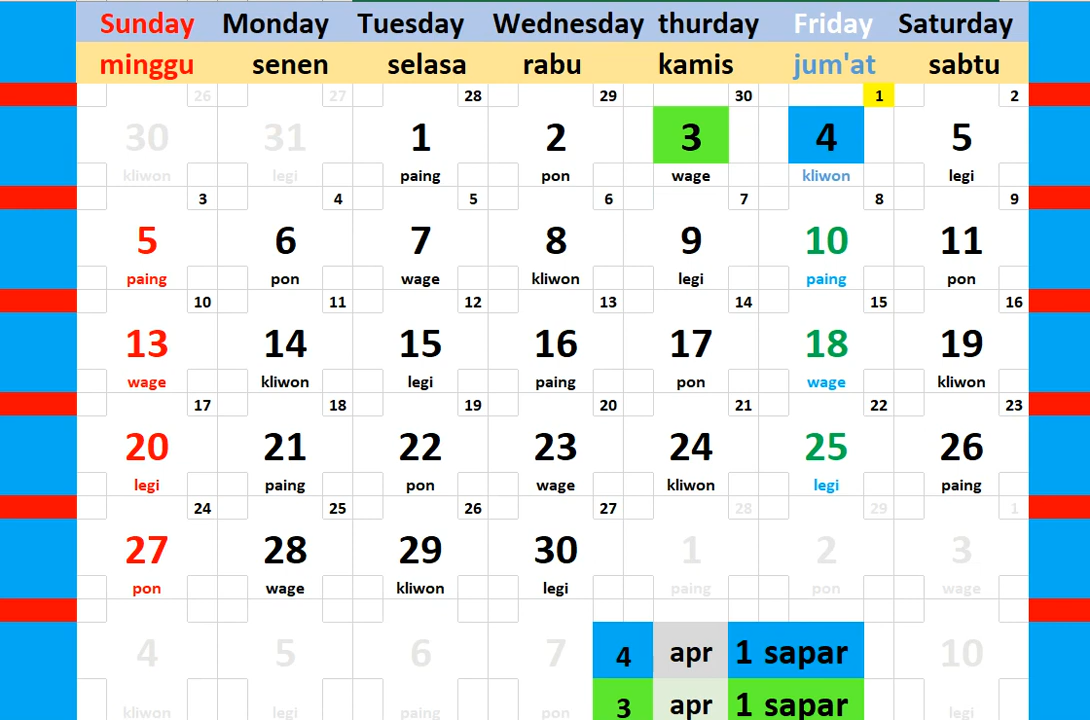 Sunday Monday Tuesday Wednesday thurday Friday Saturday
minggu senen selasa rabu kamis jum'at sabtu
26 27 28 29 30 1 2
30 31 1 2 3 4 5
kliwon legi paing pon wage kliwon legi
3 4 5 6 7 8 9
5 6 7 8 9 10 11
paing pon wage kliwon legi paing pon
10 11 12 13 14 15 16
13 14 15 16 17 18 19
wage kliwon legi paing pon wage kliwon
17 18 19 20 21 22 23
20 21 22 23 24 25 26
legi paing pon wage kliwon legi paing
24 25 26 27 28 29 1
27 28 29 30 1 2 3
pon wage kliwon legi paing pon wage
4 5 6 7 4 apr 1 sapar 10
3 apr 1 sapar
kliwon legi paing pon legi